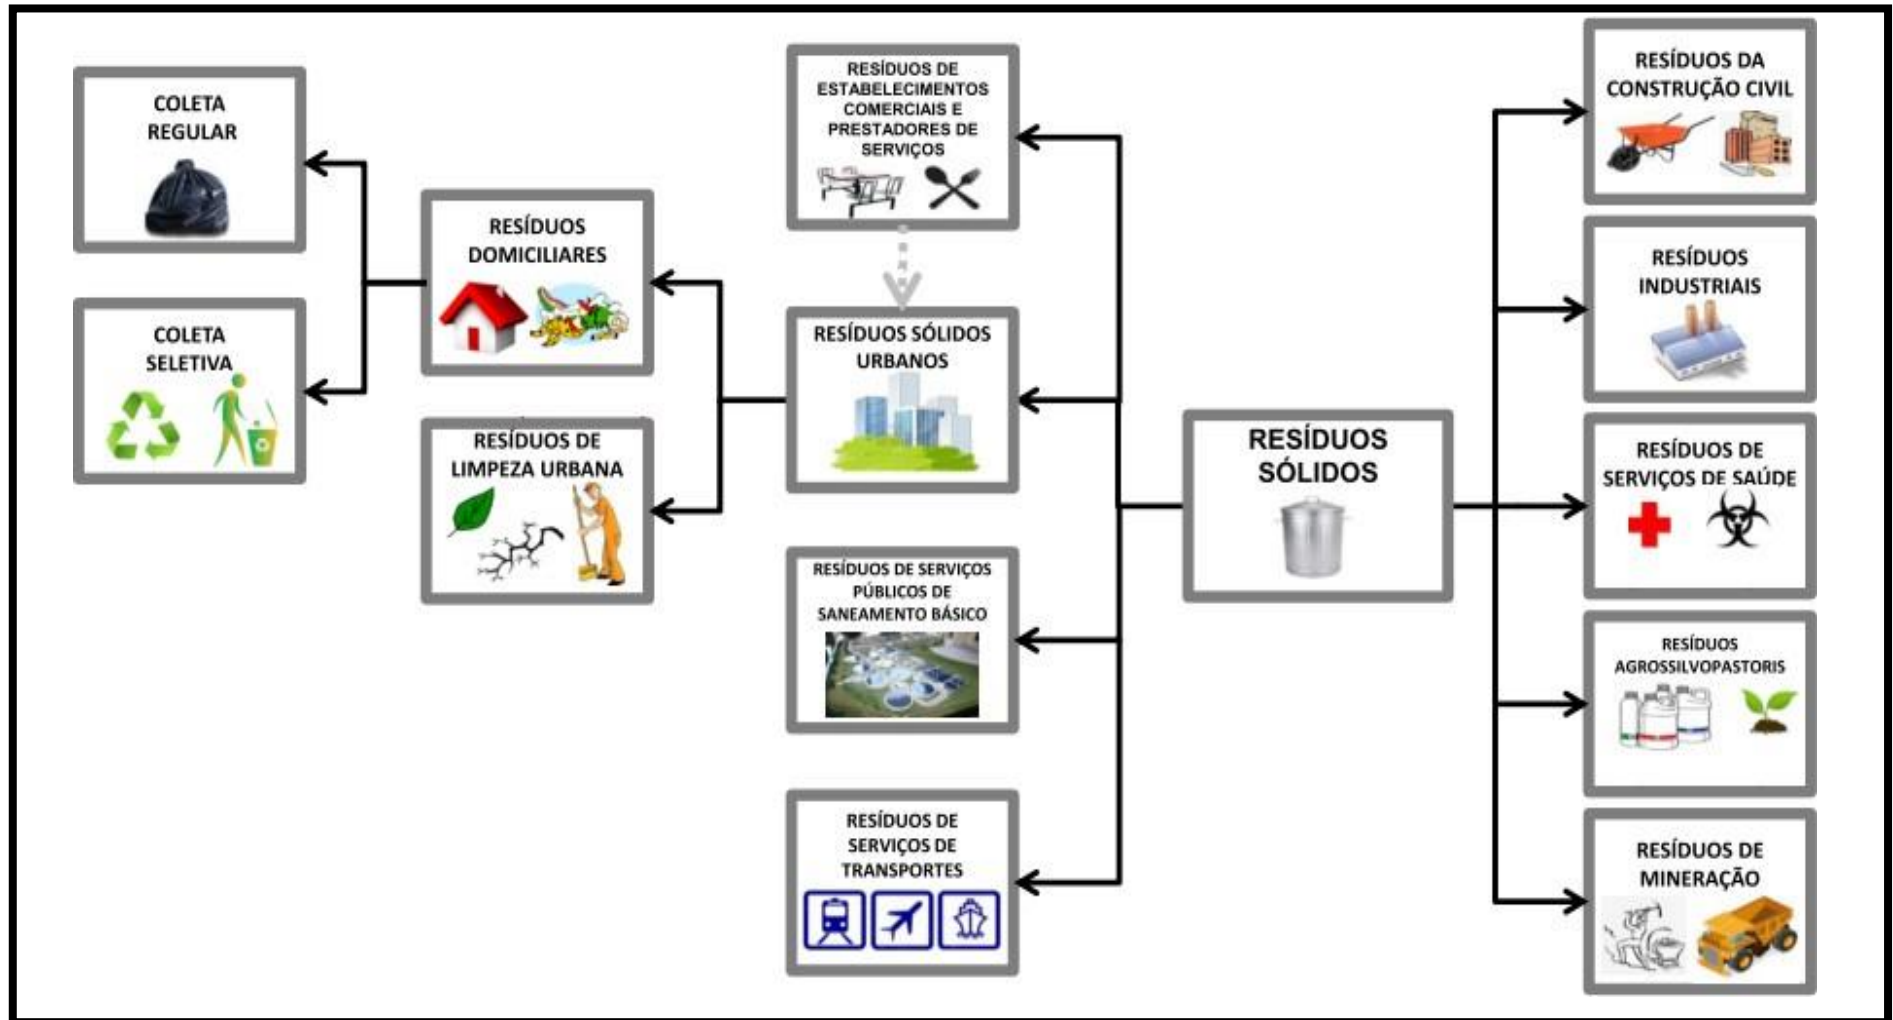 COLETA
REGULAR
COLETA
SELETIVA
RESÍDUOS
DOMICILIARES
RESÍDUOS DE
LIMPEZA URBANA
RESÍDUOS DE
ESTABELECIMENTOS
COMERCIAIS E
PRESTADORES DE
SERVIÇOS
RESÍDUOS SÓLIDOS
URBANOS
RESÍDUOS DE SERVIÇOS
PÚBLICOS DE
SANEAMENTO BÁSICO
RESÍDUOS DE
SERVIÇOS DE
TRANSPORTES
RESÍDUOS
SÓLIDOS
RESÍDUOS DA
CONSTRUÇÃO CIVIL
RESÍDUOS
INDUSTRIAIS
RESÍDUOS DE
SERVIÇOS DE SAÚDE
RESÍDUOS
AGROSSILVOPASTORIS
RESÍDUOS DE
MINERAÇÃO